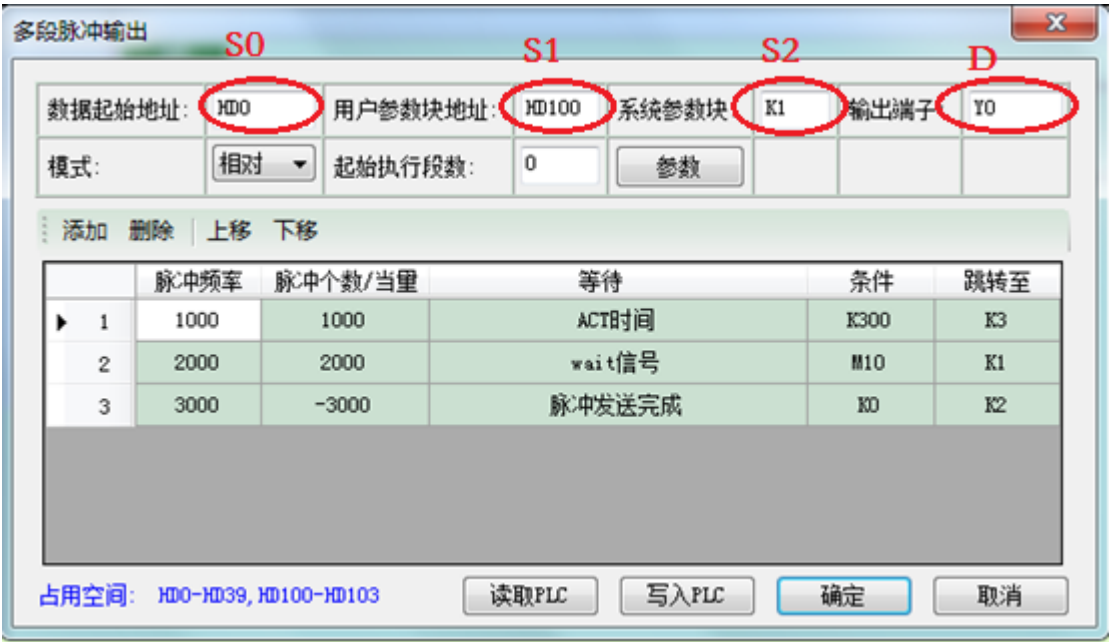 多段脉冲输出
S0 S1 S2 D
数据起始地址: HD0 用户参数块地址: HD100 系统参数块 K1 输出端子 Y0
模式: 相对 起始执行段数: 0 参数
添加 删除 上移 下移
脉冲频率 脉冲个数/当量 等待 条件 跳转至
1 1000 1000 ACT时间 K300 K3
2 2000 2000 wait信号 M10 K1
3 3000 -3000 脉冲发送完成 K0 K2
占用空间: HD0-HD39,HD100-HD103 读取PLC 写入PLC 确定 取消